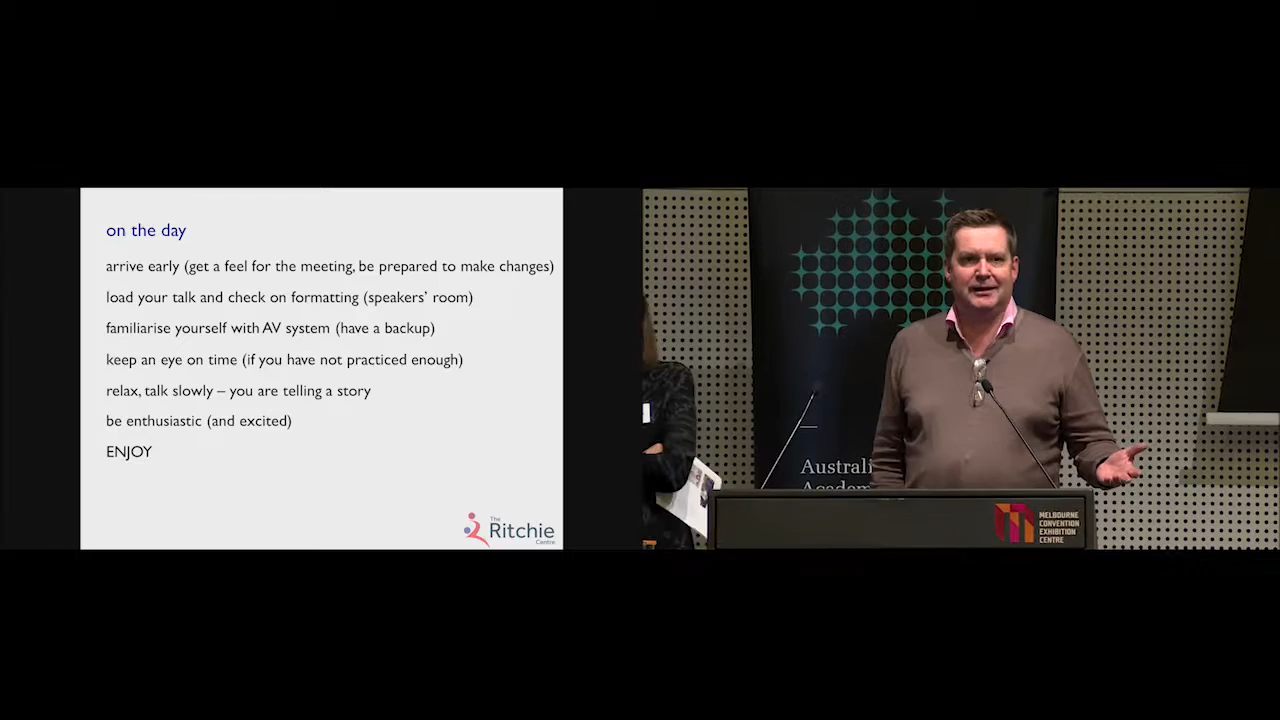 on the day
arrive early (get a feel for the meeting, be prepared to make changes)
load your talk and check on formatting (speakers' room)
familiarise yourself with AV system (have a backup)
keep an eye on time (if you have not practiced enough)
relax, talk slowly – you are telling a story
be enthusiastic (and excited)
ENJOY
The
Ritchie
Centre
Australi
Academ
MELBOURNE
CONVENTION
EXHIBITION
CENTRE